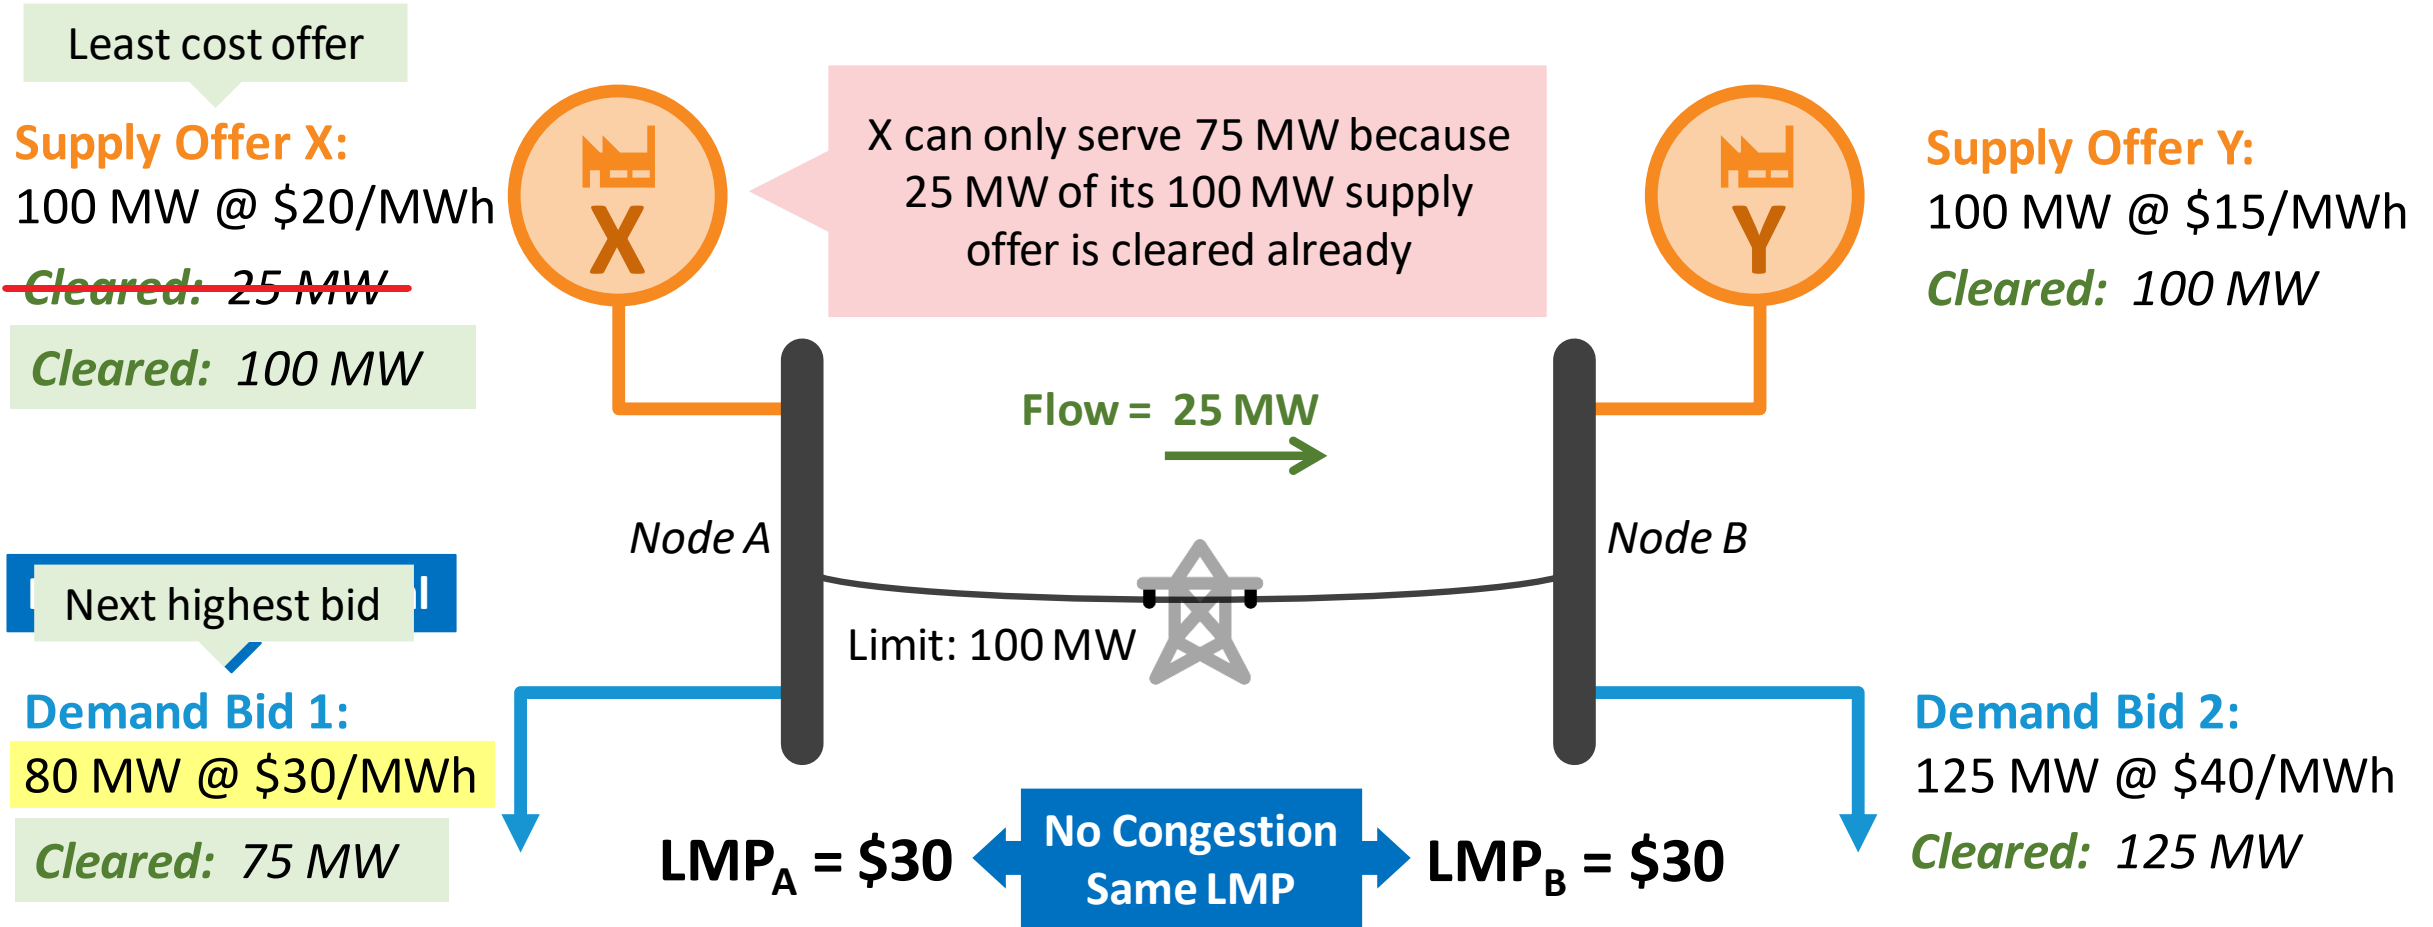 Least cost offer
Supply Offer X:
100 MW @ $20/MWh
Cleared: 25 MW
Cleared: 100 MW
X
X can only serve 75 MW because
25 MW of its 100 MW supply
offer is cleared already
Y
Supply Offer Y:
100 MW @ $15/MWh
Cleared: 100 MW
Flow = 25 MW
Node A
Node B
Limit: 100 MW
Next highest bid
Demand Bid 1:
80 MW @ $30/MWh
Cleared: 75 MW
LMPA = $30
No Congestion
Same LMP
LMPB = $30
Demand Bid 2:
125 MW @ $40/MWh
Cleared: 125 MW